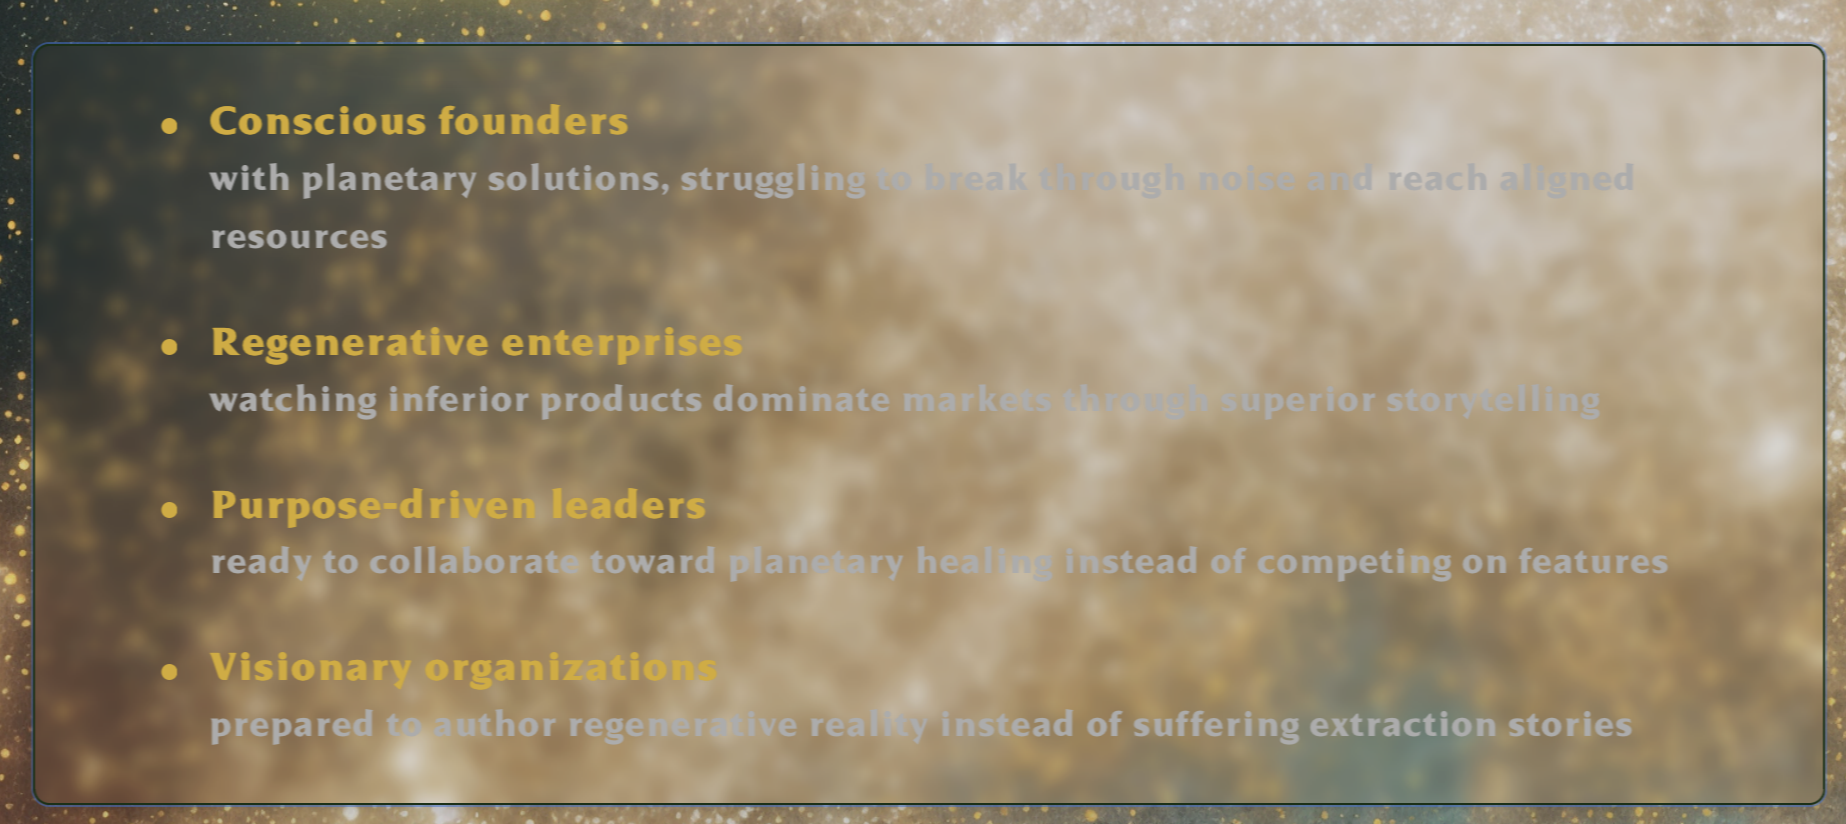 Conscious founders
with planetary solutions, struggling to break through noise and reach aligned
resources
Regenerative enterprises
watching inferior products dominate markets through superior storytelling
Purpose-driven leaders
ready to collaborate toward planetary healing instead of competing on features
Visionary organizations
prepared to author regenerative reality instead of suffering extraction stories